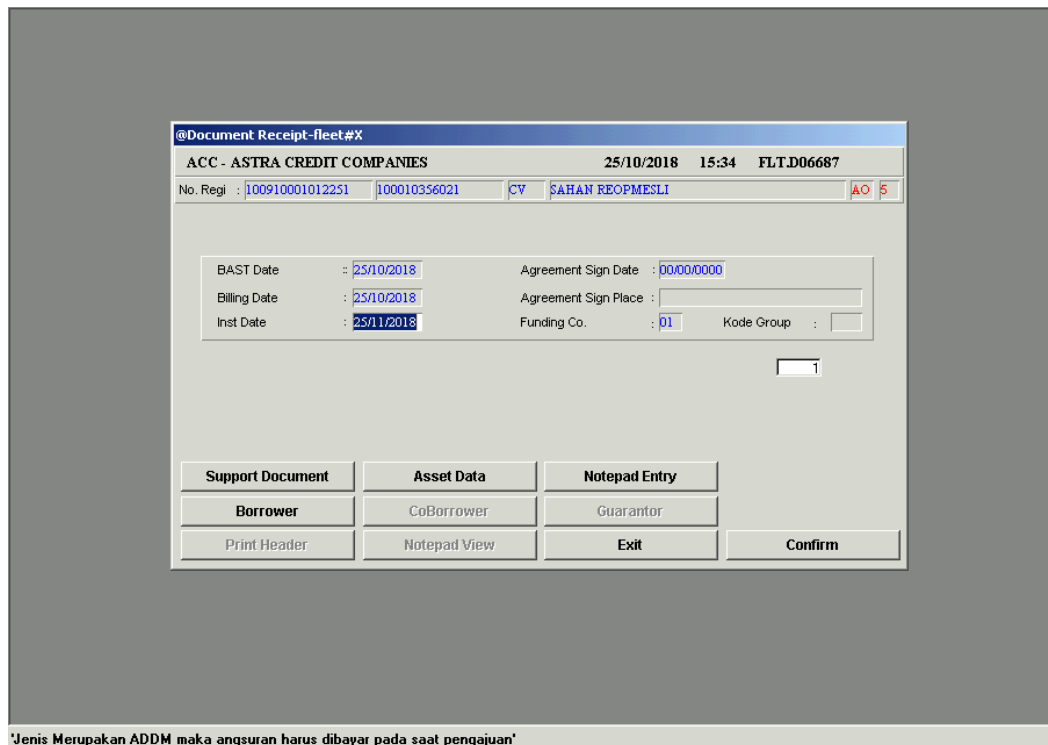 @Document Receipt-fleet#X
ACC - ASTRA CREDIT COMPANIES 25/10/2018 15:34 FLT.D06687
No. Regi : 100910001012251 100010356021 CV SAHAN REOPMESLI AO 5
BAST Date :: 25/10/2018 Agreement Sign Date : 00/00/0000
Billing Date : 25/10/2018 Agreement Sign Place :
Inst Date : 25/11/2018 Funding Co. : 01 Kode Group :
1
Support Document Asset Data Notepad Entry
Borrower CoBorrower Guarantor
Print Header Notepad View Exit Confirm
'Jenis Merupakan ADDM maka angsuran harus dibayar pada saat pengajuan'